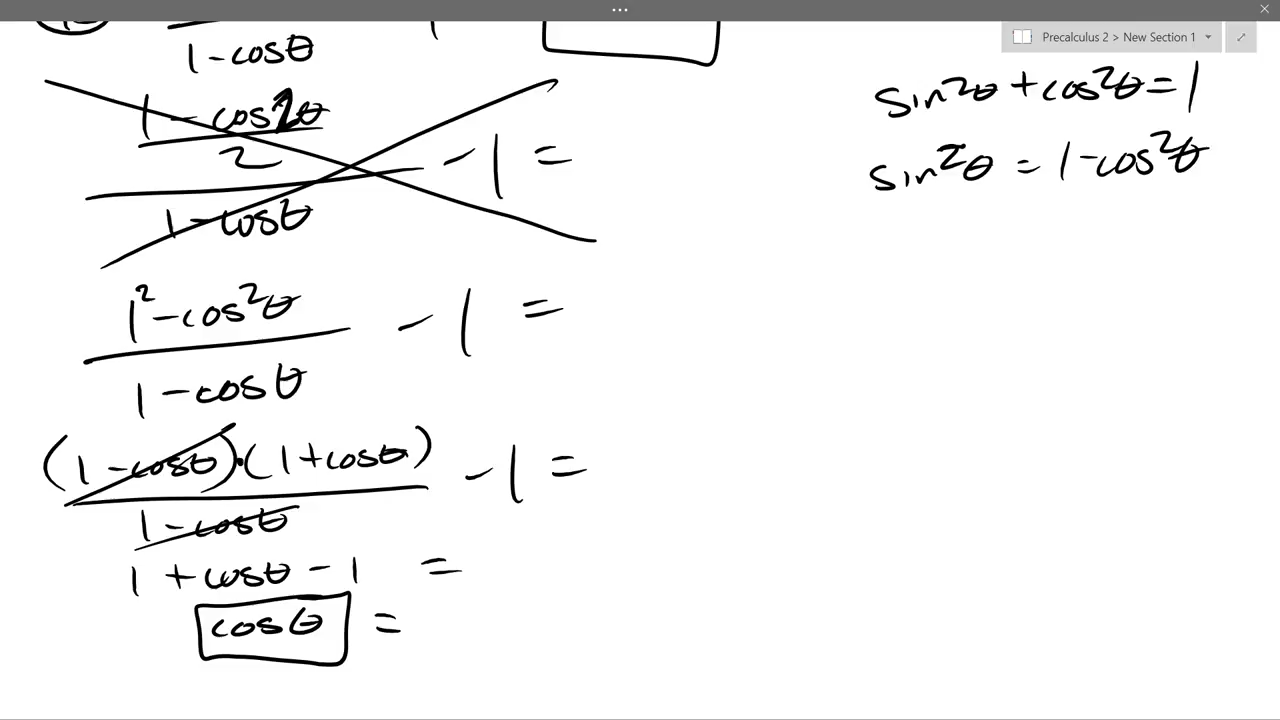 Precalculus 2 > New Section 1
1 - cosθ
1 - cos2θ
2
- 1 =
1 - cosθ
1² - cos²θ
- 1 =
1 - cosθ
(1 - cosθ)·(1 + cosθ)
- 1 =
1 - cosθ
1 + cosθ - 1 =
cosθ =
sin²θ + cos²θ = 1
sin²θ = 1 - cos²θ